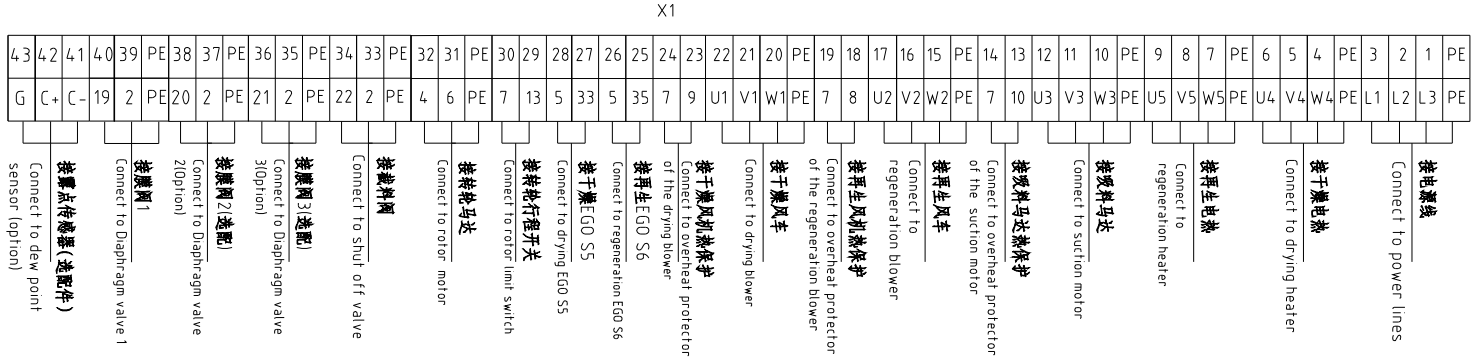 X1
43 42 41 40 39 PE 38 37 PE 36 35 PE 34 33 PE 32 31 PE 30 29 28 27 26 25 24 23 22 21 20 PE 19 18 17 16 15 PE 14 13 12 11 10 PE 9 8 7 PE 6 5 4 PE 3 2 1 PE
G C+ C- 19 2 PE 20 2 PE 21 2 PE 22 2 PE 4 6 PE 7 13 5 33 5 35 7 9 U1 V1 W1 PE 7 8 U2 V2 W2 PE 7 10 U3 V3 W3 PE U5 V5 W5 PE U4 V4 W4 PE L1 L2 L3 PE
接露点传感器(选配件)
Connect to dew point
sensor (option)
接膜阀1
Connect to Diaphragm valve 1
接膜阀2(选配)
Connect to Diaphragm valve
2(Option)
接膜阀3(选配)
Connect to Diaphragm valve
3(Option)
接截料阀
Connect to shut off valve
接转轮马达
Connect to rotor motor
接转轮行程开关
Connect to rotor limit switch
接干燥EGO S5
Connect to drying EGO S5
接再生EGO S6
Connect to regeneration EGO S6
接干燥风机热保护
Connect to overheat protector
of the drying blower
接干燥风车
Connect to drying blower
接再生风机热保护
Connect to overheat protector
of the regeneration blower
接再生风车
Connect to
regeneration blower
接吸料马达热保护
Connect to overheat protector
of the suction motor
接吸料马达
Connect to suction motor
接再生电热
Connect to
regeneration heater
接干燥电热
Connect to drying heater
接电源线
Connect to power lines